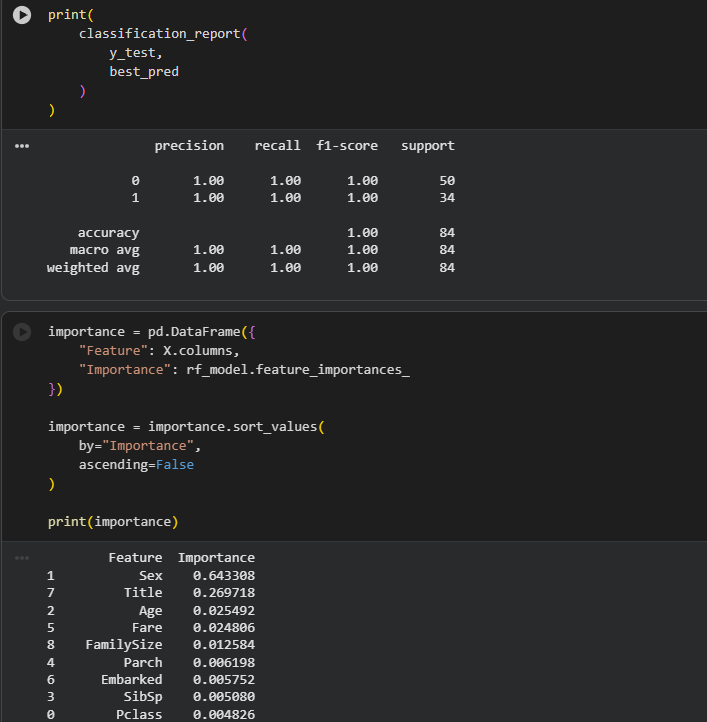 print(
    classification_report(
        y_test,
        best_pred
    )
)
              precision    recall  f1-score   support
           0       1.00      1.00      1.00        50
           1       1.00      1.00      1.00        34
    accuracy                           1.00        84
   macro avg       1.00      1.00      1.00        84
weighted avg       1.00      1.00      1.00        84
importance = pd.DataFrame({
    "Feature": X.columns,
    "Importance": rf_model.feature_importances_
})
importance = importance.sort_values(
    by="Importance",
    ascending=False
)
print(importance)
      Feature  Importance
1         Sex    0.643308
7       Title    0.269718
2         Age    0.025492
5        Fare    0.024806
8  FamilySize    0.012584
4       Parch    0.006198
6    Embarked    0.005752
3       SibSp    0.005080
0      Pclass    0.004826